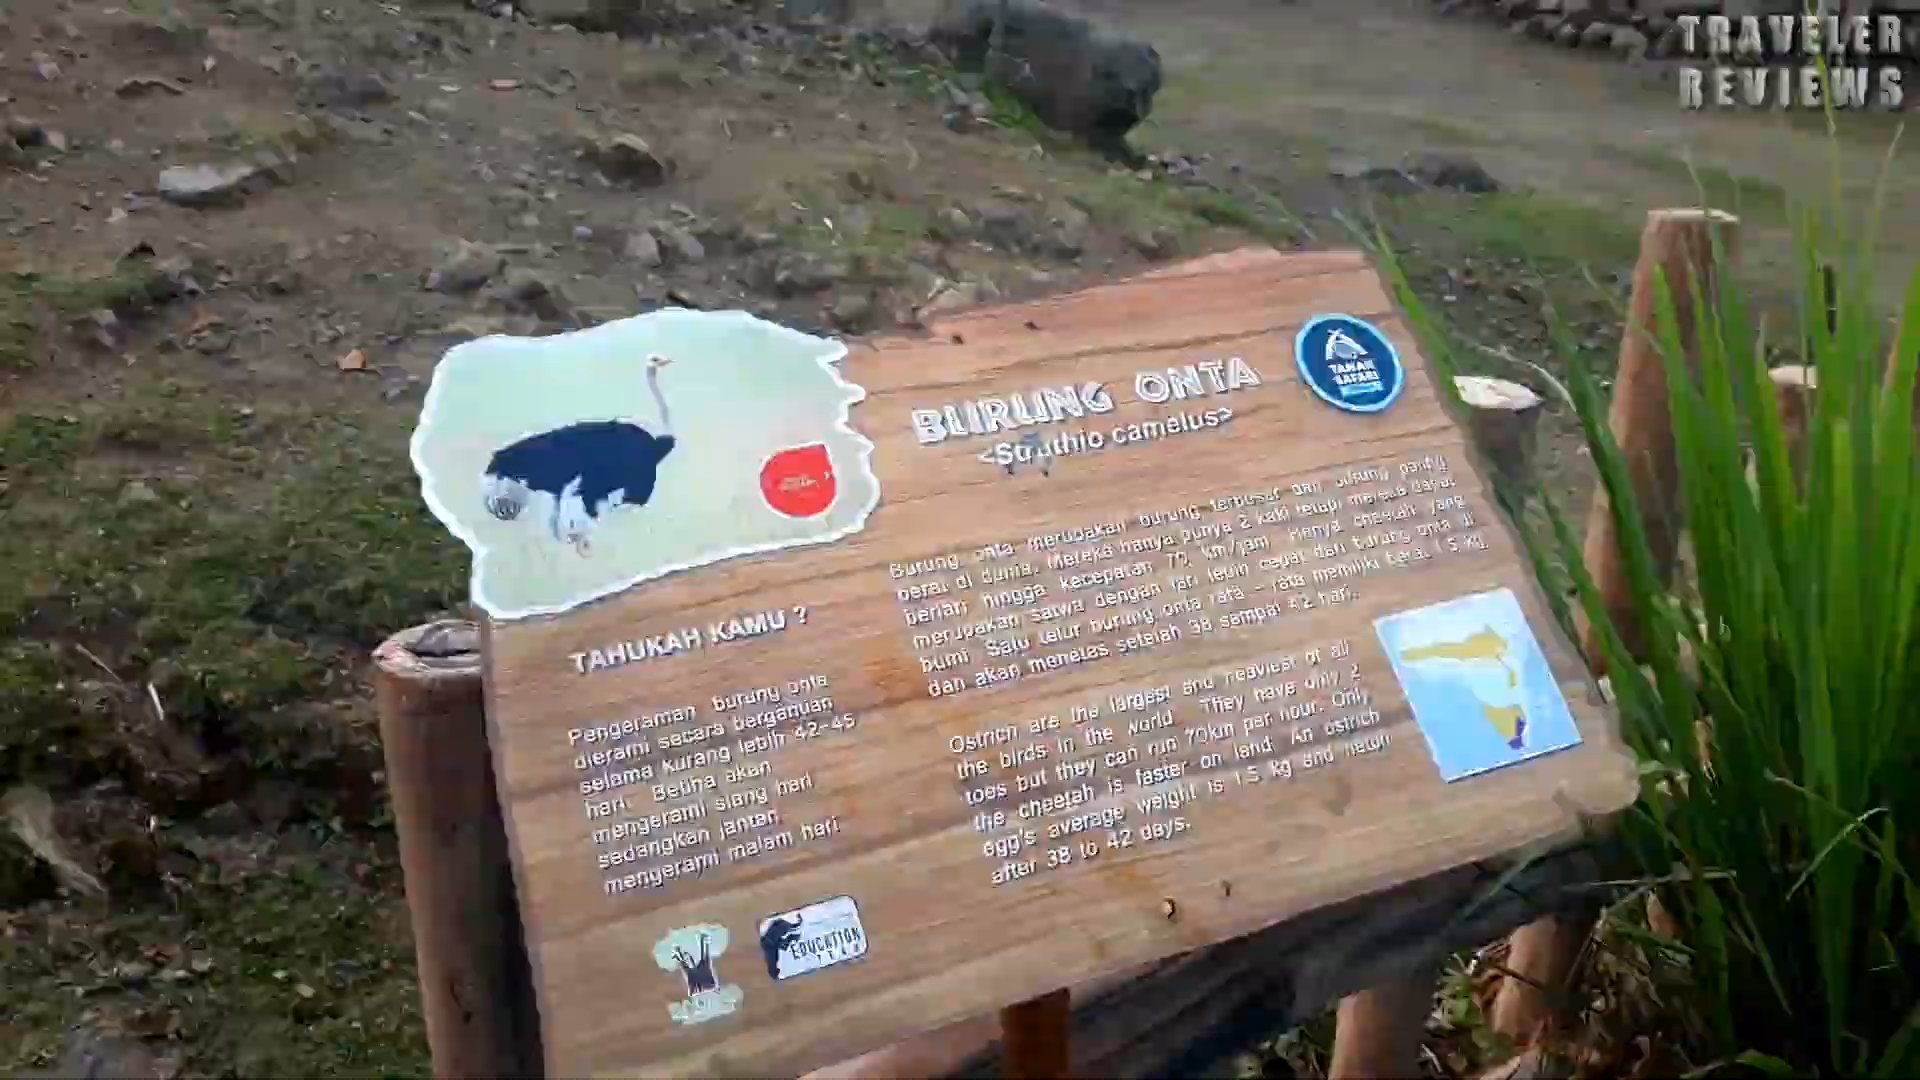 TRAVELER
REVIEWS
BURUNG ONTA
<Struthio camelus>
TAMAN
SAFARI
Burung onta merupakan burung terbesar dan burung paling
berat di dunia. Mereka hanya punya 2 kaki tetapi mereka dapat
berlari hingga kecepatan 70 km/jam. Hanya cheetah yang
merupakan satwa dengan lari lebih cepat dari burung onta di
bumi. Satu telur burung onta rata - rata memiliki berat 1.5 kg
dan akan menetas setelah 38 sampai 42 hari.
Ostrich are the largest and heaviest of all
the birds in the world. They have only 2
toes but they can run 70km per hour. Only
the cheetah is faster on land. An ostrich
egg's average weight is 1.5 kg and hatch
after 38 to 42 days.
TAHUKAH KAMU ?
Pengeraman burung onta
dierami secara bergantian
selama kurang lebih 42-45
hari. Betina akan
mengerami siang hari
sedangkan jantan
mengerami malam hari
EDUCATION